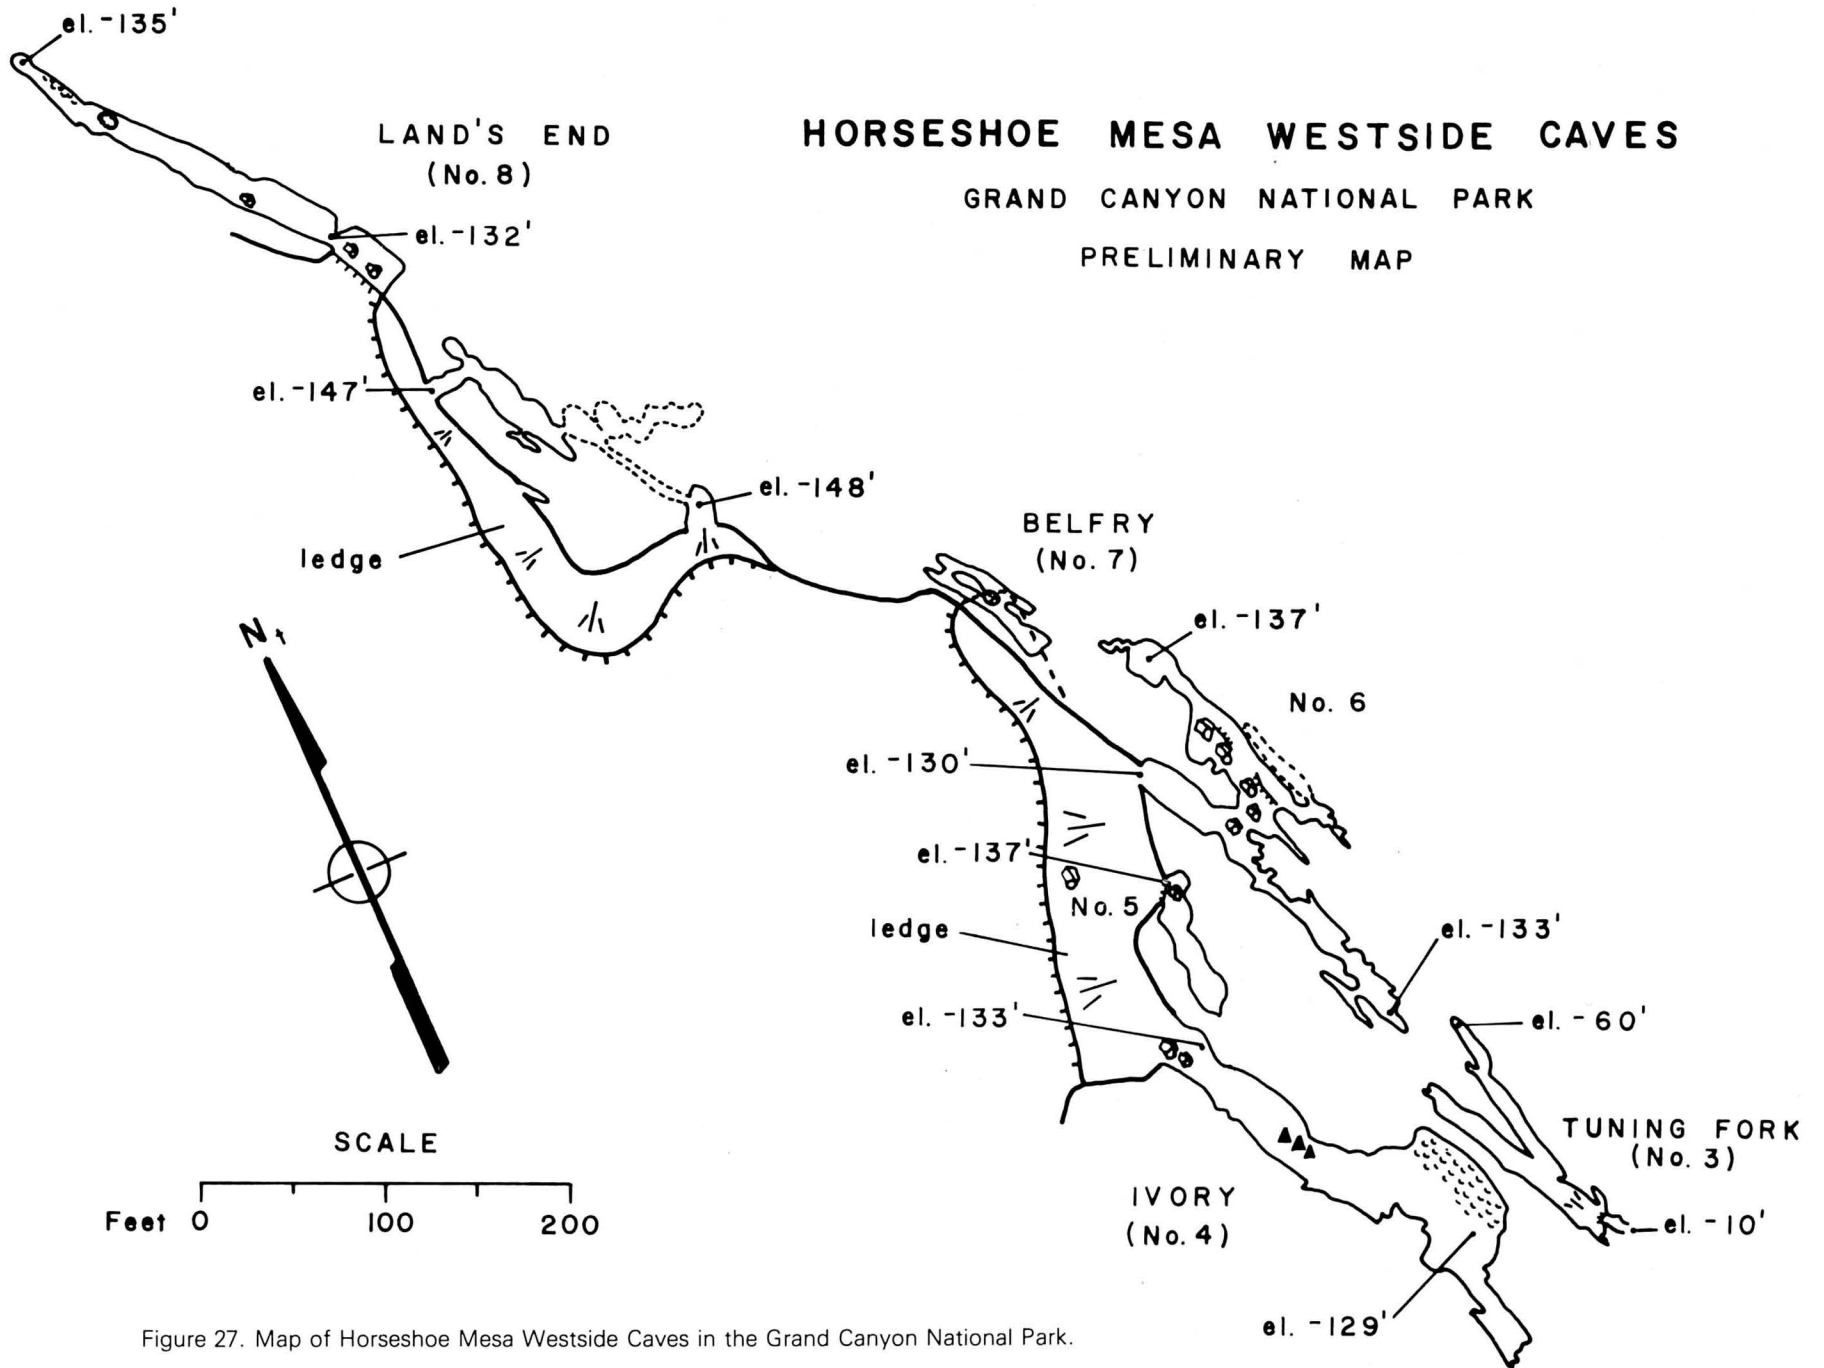 el. -135'
LAND'S END
(No. 8)
HORSESHOE MESA WESTSIDE CAVES
GRAND CANYON NATIONAL PARK
PRELIMINARY MAP
el. -132'
el. -147'
el. -148'
ledge
BELFRY
(No. 7)
el. -137'
No. 6
Nt
el. -130'
el. -137'
No. 5
ledge
el. -133'
el. -133'
el. -60'
TUNING FORK
(No. 3)
el. -10'
SCALE
Feet 0 100 200
IVORY
(No. 4)
el. -129'
Figure 27. Map of Horseshoe Mesa Westside Caves in the Grand Canyon National Park.